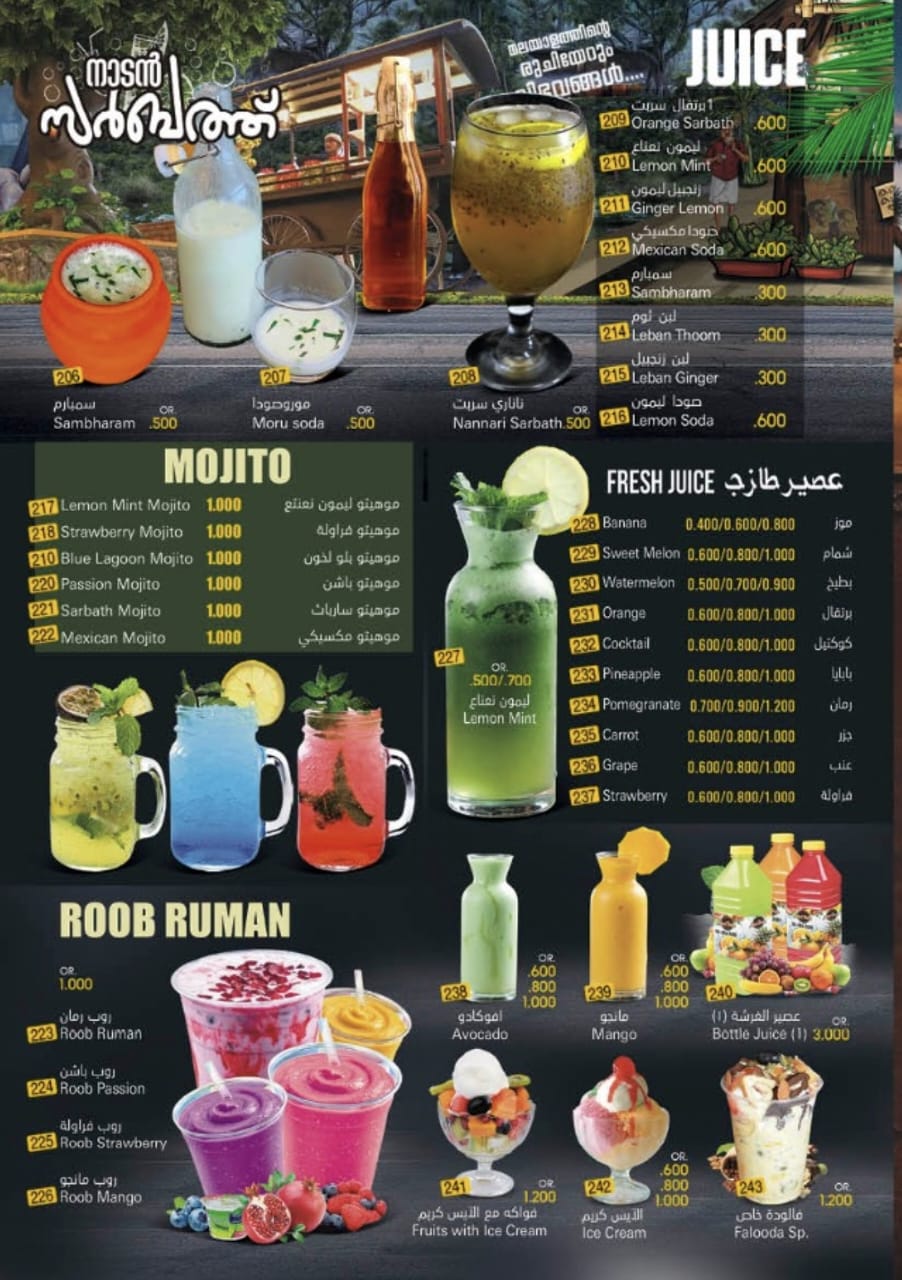 നാടൻ
സർബത്ത്
മലയാളത്തിന്റെ
രുചിയേറും
വിഭവങ്ങൾ....
206
سمبارم
Sambharam
OR.
.500
207
موروصودا
Moru soda
OR.
.500
208
ناناري سربت
Nannari Sarbath
OR.
.500
JUICE
1برتقال سربت
209 Orange Sarbath .600
ليمون نعناع
210 Lemon Mint .600
زنجبيل ليمون
211 Ginger Lemon .600
212 Mexican Soda .600
سمبارم
213 Sambharam .300
لبن ثوم
214 Leban Thoom .300
لبن زنجبيل
215 Leban Ginger .300
صودا ليمون
216 Lemon Soda .600
MOJITO
217 Lemon Mint Mojito 1.000 موهيتو ليمون نعنتع
218 Strawberry Mojito 1.000 موهيتو فراولة
210 Blue Lagoon Mojito 1.000 موهيتو بلو لخون
220 Passion Mojito 1.000 موهيتو باشن
221 Sarbath Mojito 1.000 موهيتو سارباث
222 Mexican Mojito 1.000 موهيتو مكسيكي
227
OR.
.500/.700
ليمون نعناع
Lemon Mint
FRESH JUICE عصير طازج
228 Banana 0.400/0.600/0.800 موز
229 Sweet Melon 0.600/0.800/1.000 شمام
230 Watermelon 0.500/0.700/0.900 بطيخ
231 Orange 0.600/0.800/1.000 برتقال
232 Cocktail 0.600/0.800/1.000 كوكتيل
233 Pineapple 0.600/0.800/1.000 بابايا
234 Pomegranate 0.700/0.900/1.200 رمان
235 Carrot 0.600/0.800/1.000 جزر
236 Grape 0.600/0.800/1.000 عنب
237 Strawberry 0.600/0.800/1.000 فراولة
ROOB RUMAN
OR.
1.000
روب رمان
223 Roob Ruman
روب باشن
224 Roob Passion
روب فراولة
225 Roob Strawberry
روب مانجو
226 Roob Mango
238
OR.
.600
.800
1.000
افوكادو
Avocado
239
OR.
.600
.800
1.000
مانجو
Mango
240
عصير الغرشة (١)
Bottle Juice (1)
OR.
3.000
241
OR.
1.200
فواكه مع الآيس كريم
Fruits with Ice Cream
242
OR.
.600
.800
1.000
الآيس كريم
Ice Cream
243
OR.
1.200
فالودة خاص
Falooda Sp.